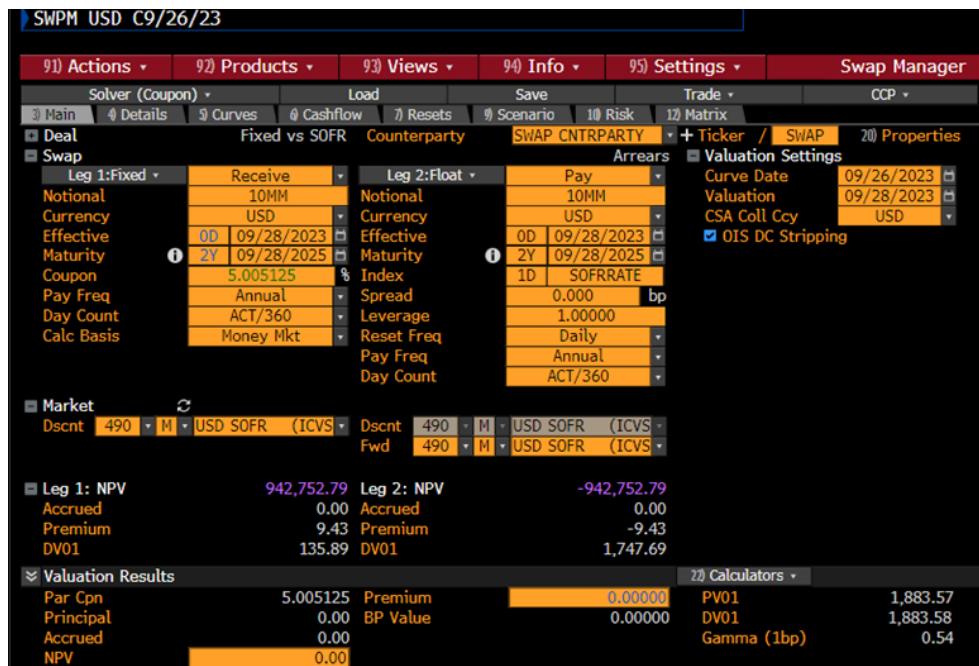 SWPM USD C9/26/23
91) Actions 92) Products 93) Views 94) Info 95) Settings Swap Manager
Solver (Coupon) Load Save Trade CCP
3) Main 4) Details 5) Curves 6) Cashflow 7) Resets 9) Scenario 10) Risk 12) Matrix
Deal Fixed vs SOFR Counterparty SWAP CNTRPARTY + Ticker / SWAP 20) Properties
Swap Arrears Valuation Settings
Leg 1:Fixed Receive Leg 2:Float Pay Curve Date 09/26/2023
Notional 10MM Notional 10MM Valuation 09/28/2023
Currency USD Currency USD CSA Coll Ccy USD
Effective 0D 09/28/2023 Effective 0D 09/28/2023 OIS DC Stripping
Maturity 2Y 09/28/2025 Maturity 2Y 09/28/2025
Coupon 5.005125 % Index 1D SOFRRATE
Pay Freq Annual Spread 0.000 bp
Day Count ACT/360 Leverage 1.00000
Calc Basis Money Mkt Reset Freq Daily
Pay Freq Annual
Day Count ACT/360
Market
Dscnt 490 M USD SOFR (ICVS Dscnt 490 M USD SOFR (ICVS
Fwd 490 M USD SOFR (ICVS
Leg 1: NPV 942,752.79 Leg 2: NPV -942,752.79
Accrued 0.00 Accrued 0.00
Premium 9.43 Premium -9.43
DV01 135.89 DV01 1,747.69
Valuation Results 22) Calculators
Par Cpn 5.005125 Premium 0.00000 PV01 1,883.57
Principal 0.00 BP Value 0.00000 DV01 1,883.58
Accrued 0.00 Gamma (1bp) 0.54
NPV 0.00